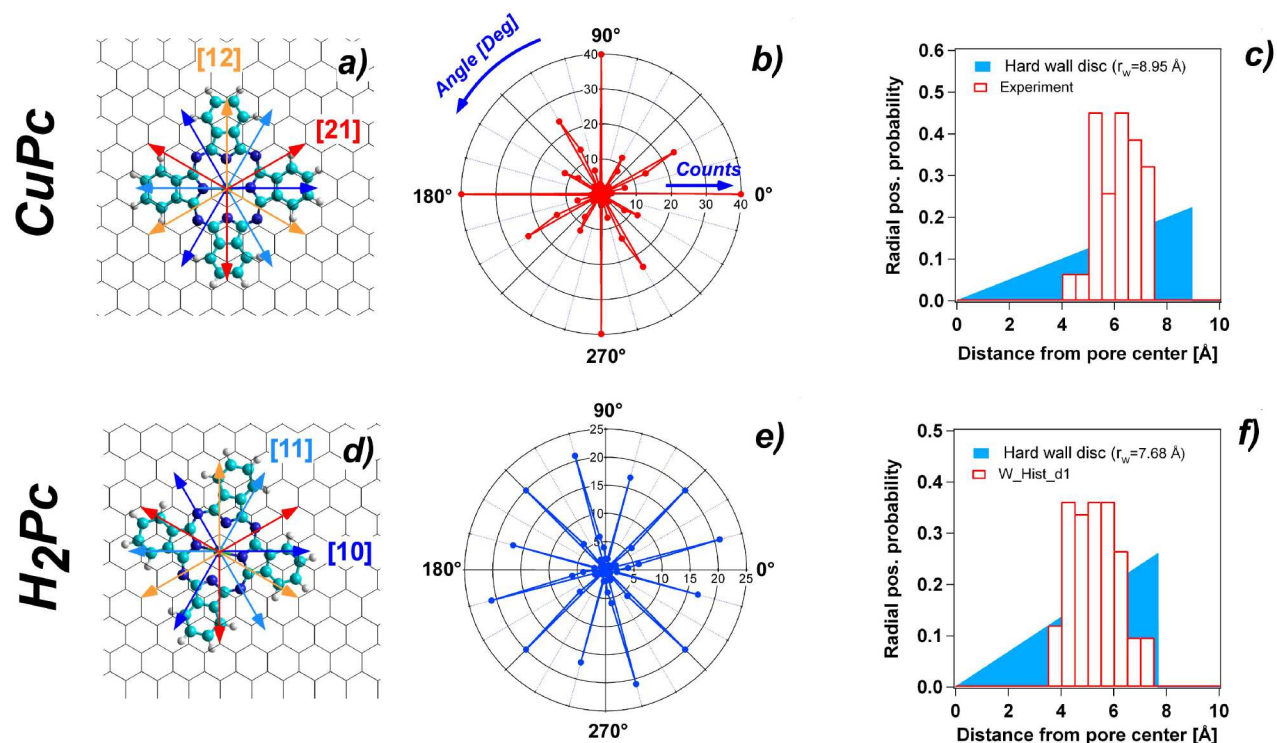 CuPc
a)
[12]
[21]
b)
Angle [Deg]
90°
40
30
20
10
Counts
180°
0°
10 20 30 40
270°
c)
0.6
0.5
0.4
0.3
0.2
0.1
0.0
Radial pos. probability
Hard wall disc (rw=8.95 Å)
Experiment
0 2 4 6 8 10
Distance from pore center [Å]
H2Pc
d)
[11]
[10]
e)
90°
25
20
15
10
5
180°
0°
5 10 15 20 25
270°
f)
0.5
0.4
0.3
0.2
0.1
0.0
Radial pos. probability
Hard wall disc (rw=7.68 Å)
W_Hist_d1
0 2 4 6 8 10
Distance from pore center [Å]